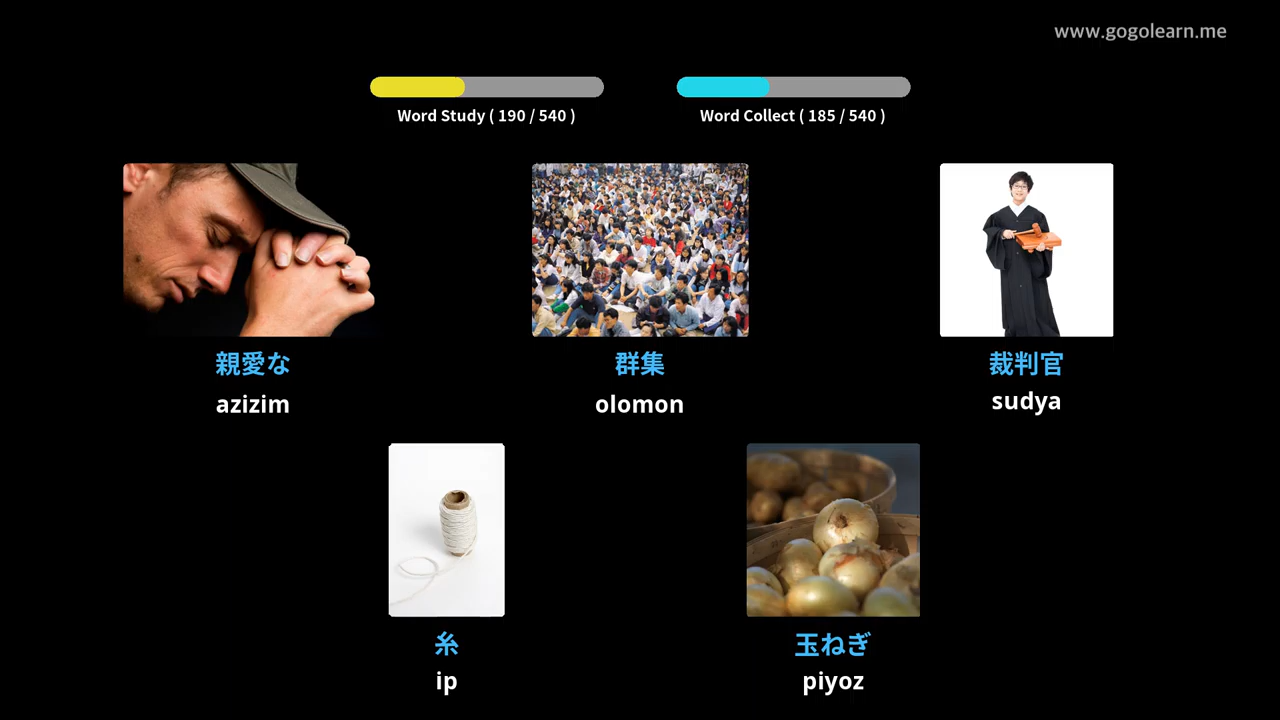 www.gogolearn.me
Word Study ( 190 / 540 )
Word Collect ( 185 / 540 )
親愛な
azizim
群集
olomon
裁判官
sudya
糸
ip
玉ねぎ
piyoz